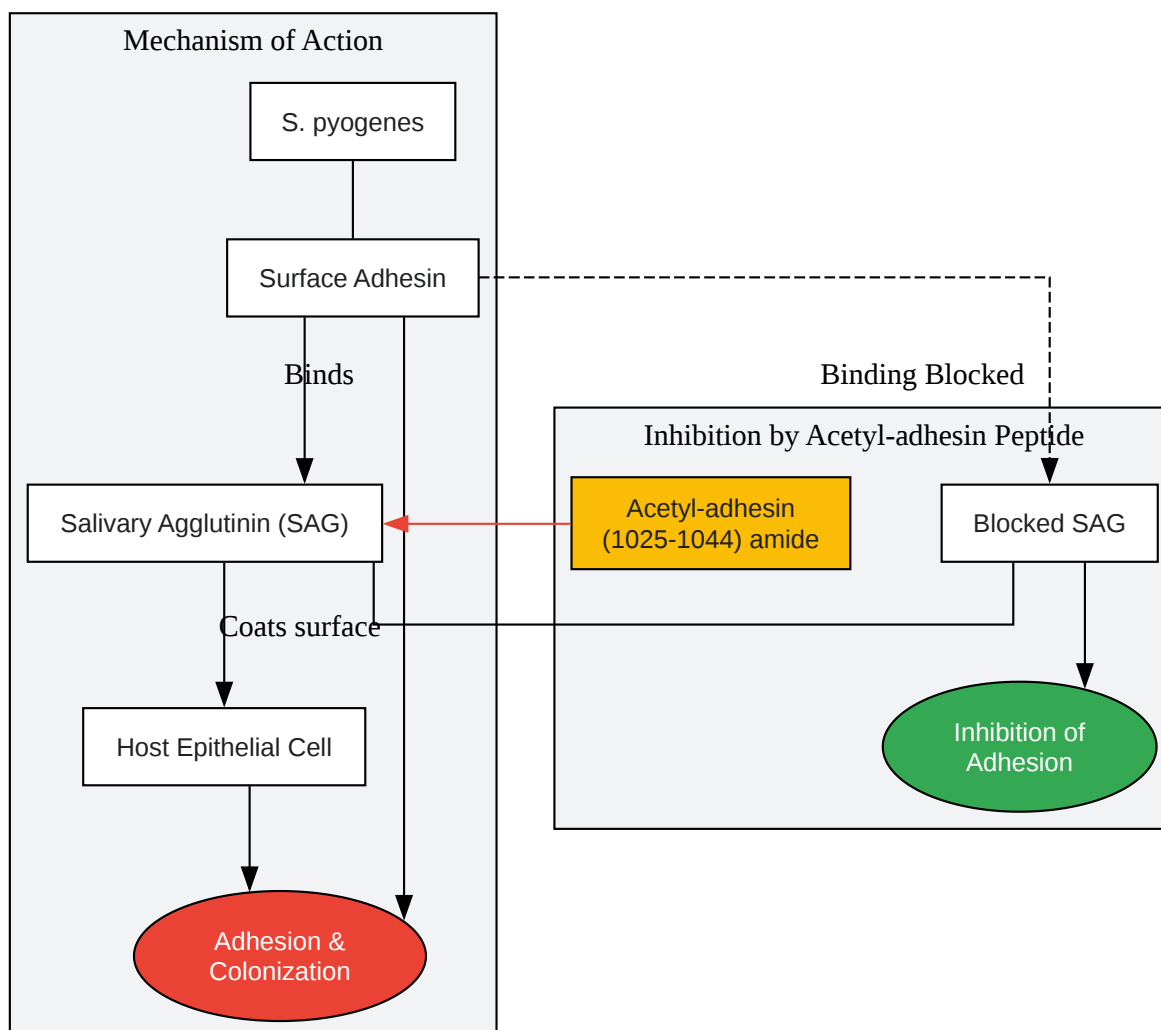 Mechanism of Action
S. pyogenes
Surface Adhesin
Binds
Binding Blocked
Inhibition by Acetyl-adhesin Peptide
Salivary Agglutinin (SAG)
Acetyl-adhesin
(1025-1044) amide
Blocked SAG
Coats surface
Host Epithelial Cell
Inhibition of
Adhesion
Adhesion &
Colonization